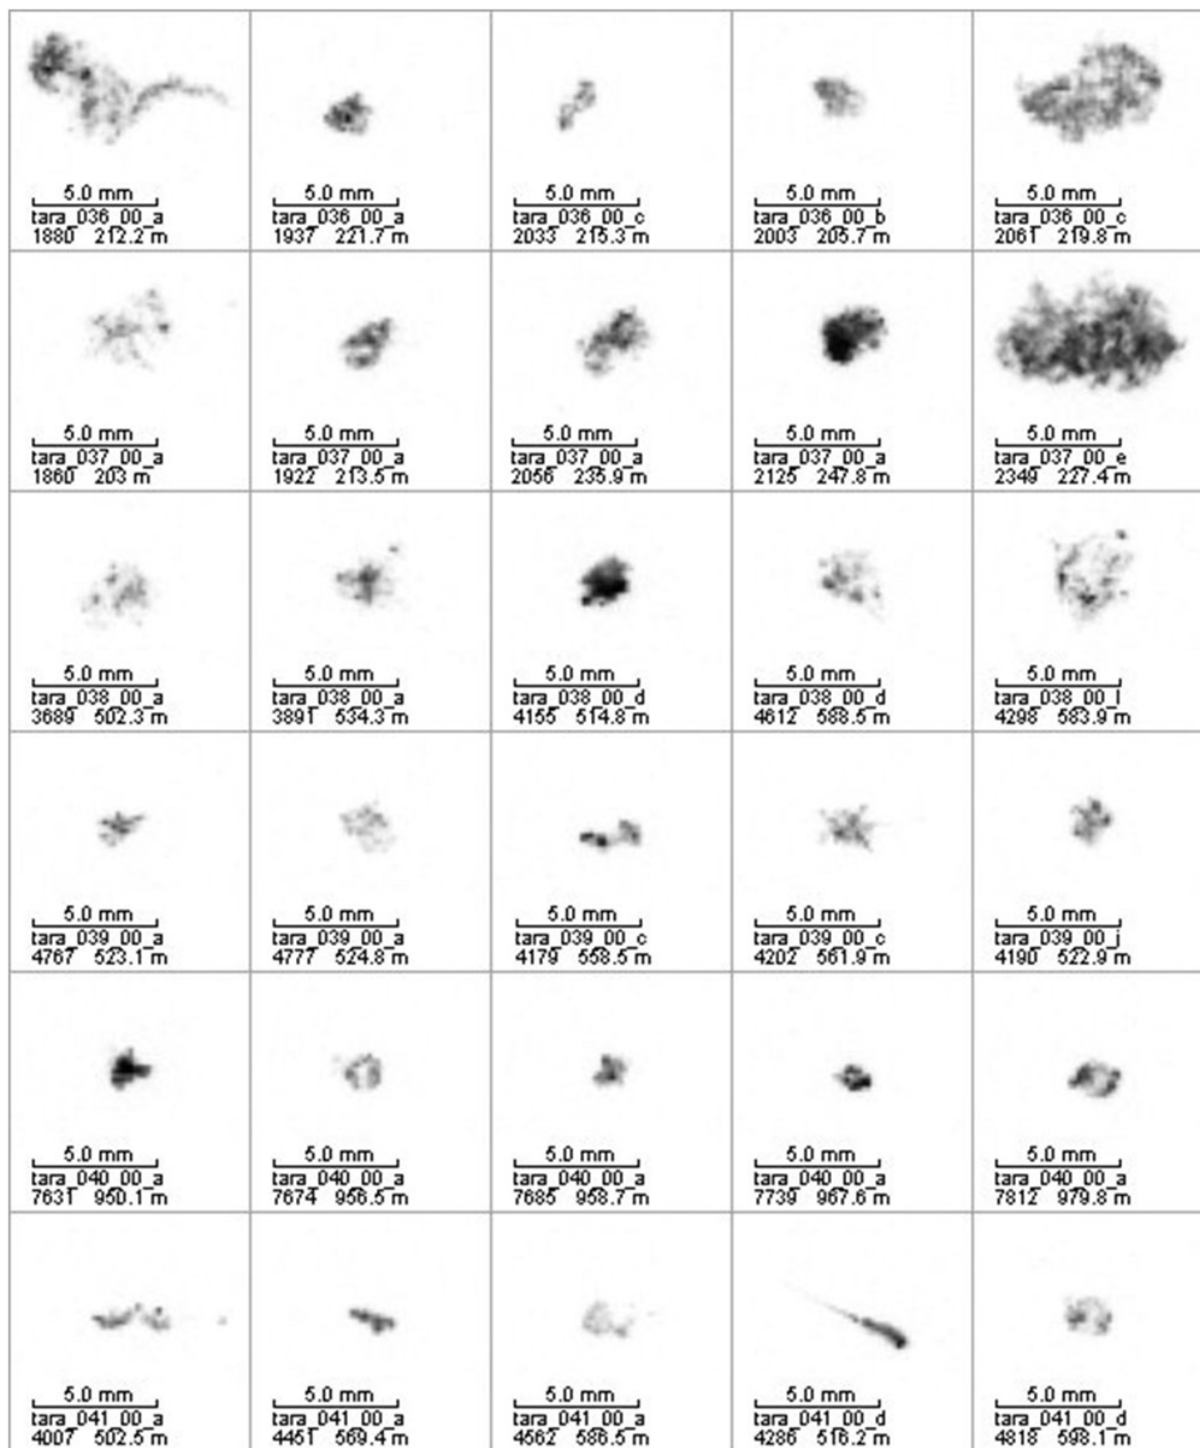 5.0 mm
tara_036_00_a
1880 212.2 m
5.0 mm
tara_036_00_a
1937 221.7 m
5.0 mm
tara_036_00_c
2033 215.3 m
5.0 mm
tara_036_00_b
2003 205.7 m
5.0 mm
tara_036_00_c
2061 219.8 m
5.0 mm
tara_037_00_a
1860 203 m
5.0 mm
tara_037_00_a
1922 213.5 m
5.0 mm
tara_037_00_a
2056 235.9 m
5.0 mm
tara_037_00_a
2125 247.8 m
5.0 mm
tara_037_00_e
2349 227.4 m
5.0 mm
tara_038_00_a
3689 502.3 m
5.0 mm
tara_038_00_a
3891 534.3 m
5.0 mm
tara_038_00_d
4155 514.8 m
5.0 mm
tara_038_00_d
4612 588.5 m
5.0 mm
tara_038_00_l
4298 583.9 m
5.0 mm
tara_039_00_a
4767 523.1 m
5.0 mm
tara_039_00_a
4777 524.8 m
5.0 mm
tara_039_00_c
4179 558.5 m
5.0 mm
tara_039_00_c
4202 561.9 m
5.0 mm
tara_039_00_j
4190 522.9 m
5.0 mm
tara_040_00_a
7631 950.1 m
5.0 mm
tara_040_00_a
7674 956.5 m
5.0 mm
tara_040_00_a
7685 958.7 m
5.0 mm
tara_040_00_a
7739 967.6 m
5.0 mm
tara_040_00_a
7812 979.8 m
5.0 mm
tara_041_00_a
4007 502.5 m
5.0 mm
tara_041_00_a
4451 569.4 m
5.0 mm
tara_041_00_a
4562 586.5 m
5.0 mm
tara_041_00_d
4286 516.2 m
5.0 mm
tara_041_00_d
4818 598.1 m